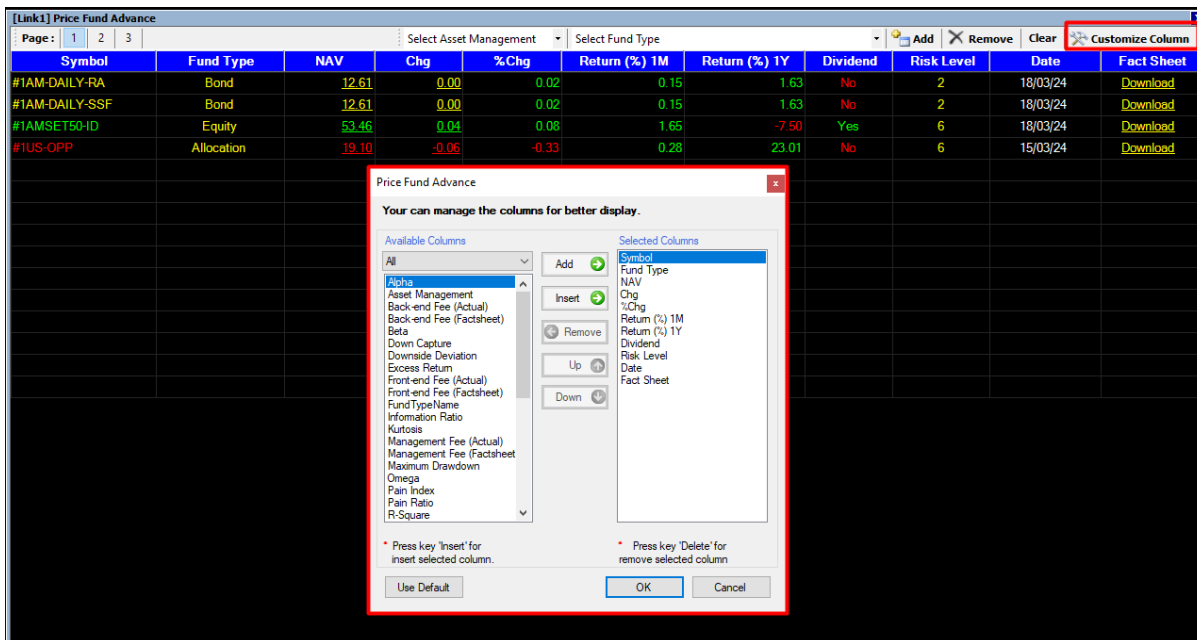 [Link1] Price Fund Advance
Page : 1 2 3 Select Asset Management Select Fund Type Add Remove Clear Customize Column
Symbol Fund Type NAV Chg %Chg Return (%) 1M Return (%) 1Y Dividend Risk Level Date Fact Sheet
#1AM-DAILY-RA Bond 12.61 0.00 0.02 0.15 1.63 No 2 18/03/24 Download
#1AM-DAILY-SSF Bond 12.61 0.00 0.02 0.15 1.63 No 2 18/03/24 Download
#1AMSET50-ID Equity 53.46 0.04 0.08 1.65 -7.50 Yes 6 18/03/24 Download
#1US-OPP Allocation 19.10 -0.06 -0.33 0.28 23.01 No 6 15/03/24 Download
Price Fund Advance x
Your can manage the columns for better display.
Available Columns
All
Alpha
Asset Management
Back-end Fee (Actual)
Back-end Fee (Factsheet)
Beta
Down Capture
Downside Deviation
Excess Return
Front-end Fee (Actual)
Front-end Fee (Factsheet)
FundTypeName
Information Ratio
Kurtosis
Management Fee (Actual)
Management Fee (Factsheet
Maximum Drawdown
Omega
Pain Index
Pain Ratio
R-Square
Add
Insert
Remove
Up
Down
Selected Columns
Symbol
Fund Type
NAV
Chg
%Chg
Return (%) 1M
Return (%) 1Y
Dividend
Risk Level
Date
Fact Sheet
* Press key 'Insert' for
insert selected column.
* Press key 'Delete' for
remove selected column
Use Default OK Cancel